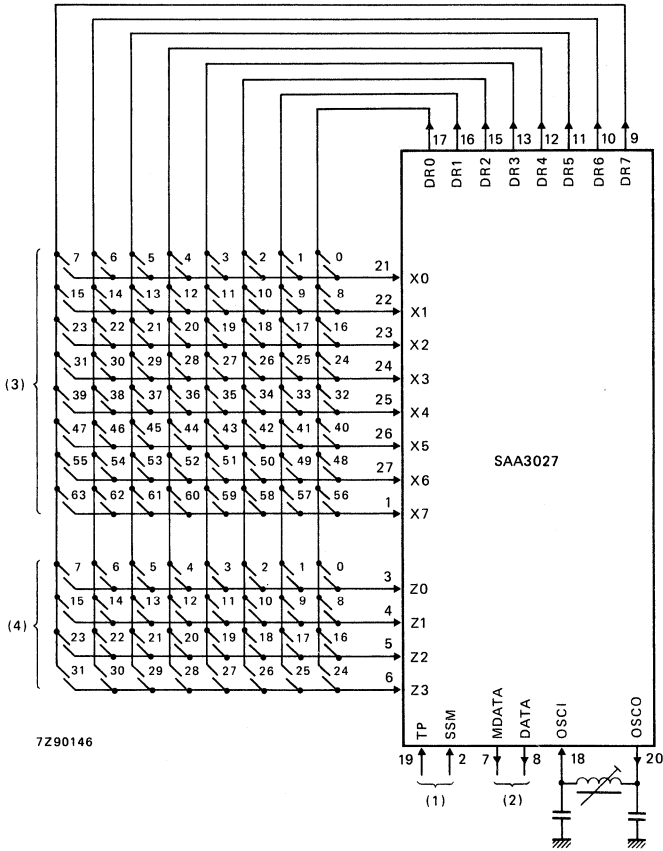 17 16 15 13 12 11 10 9
DR0 DR1 DR2 DR3 DR4 DR5 DR6 DR7
7 6 5 4 3 2 1 0
21 X0
15 14 13 12 11 10 9 8
22 X1
23 22 21 20 19 18 17 16
23 X2
31 30 29 28 27 26 25 24
24 X3
(3)
39 38 37 36 35 34 33 32
25 X4
47 46 45 44 43 42 41 40
26 X5
55 54 53 52 51 50 49 48
27 X6
SAA3027
63 62 61 60 59 58 57 56
1 X7
7 6 5 4 3 2 1 0
3 Z0
15 14 13 12 11 10 9 8
4 Z1
(4)
23 22 21 20 19 18 17 16
5 Z2
31 30 29 28 27 26 25 24
6 Z3
TP SSM MDATA DATA OSCI OSCO
7Z90146
19 2 7 8 18 20
(1) (2)